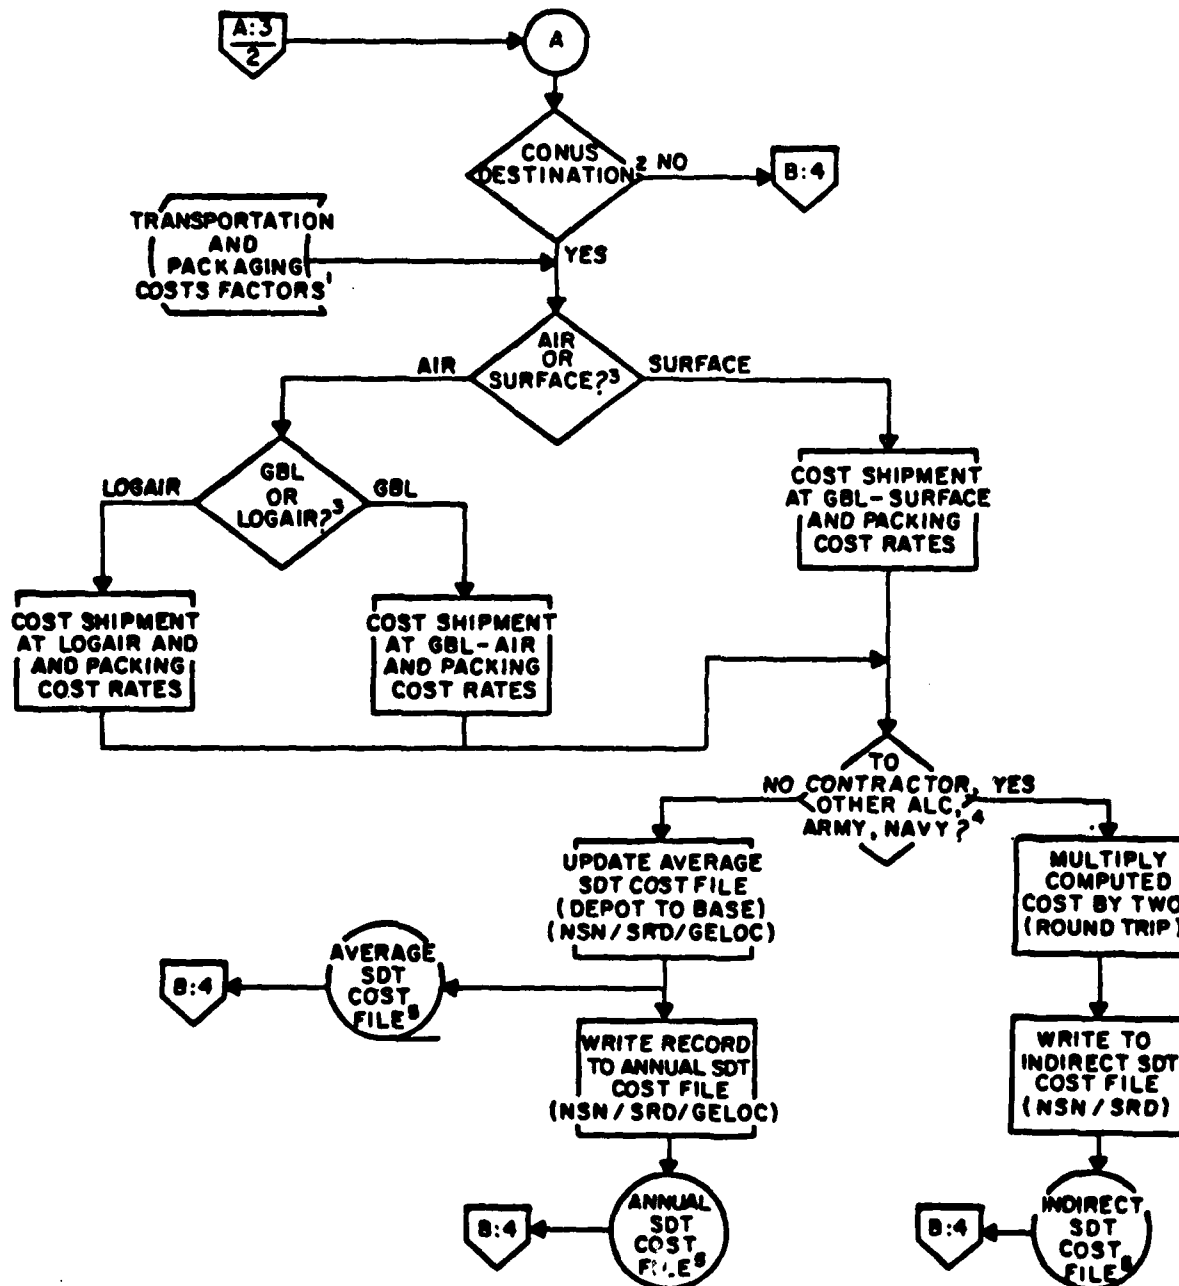 A:3
2
A
CONUS
DESTINATION²
NO
B:4
YES
TRANSPORTATION
AND
PACKAGING
COSTS FACTORS¹
AIR
OR
SURFACE?³
AIR
SURFACE
GBL
OR
LOGAIR?³
LOGAIR
GBL
COST SHIPMENT
AT GBL-SURFACE
AND PACKING
COST RATES
COST SHIPMENT
AT LOGAIR AND
AND PACKING
COST RATES
COST SHIPMENT
AT GBL-AIR
AND PACKING
COST RATES
TO
CONTRACTOR,
OTHER ALC,
ARMY, NAVY?⁴
NO
YES
UPDATE AVERAGE
SDT COST FILE
(DEPOT TO BASE)
(NSN/SRD/GELOC)
MULTIPLY
COMPUTED
COST BY TWO
(ROUND TRIP)
B:4
AVERAGE
SDT
COST
FILE⁵
WRITE RECORD
TO ANNUAL SDT
COST FILE
(NSN/SRD/GELOC)
WRITE TO
INDIRECT SDT
COST FILE
(NSN/SRD)
B:4
ANNUAL
SDT
COST
FILE⁵
B:4
INDIRECT
SDT
COST
FILE⁵